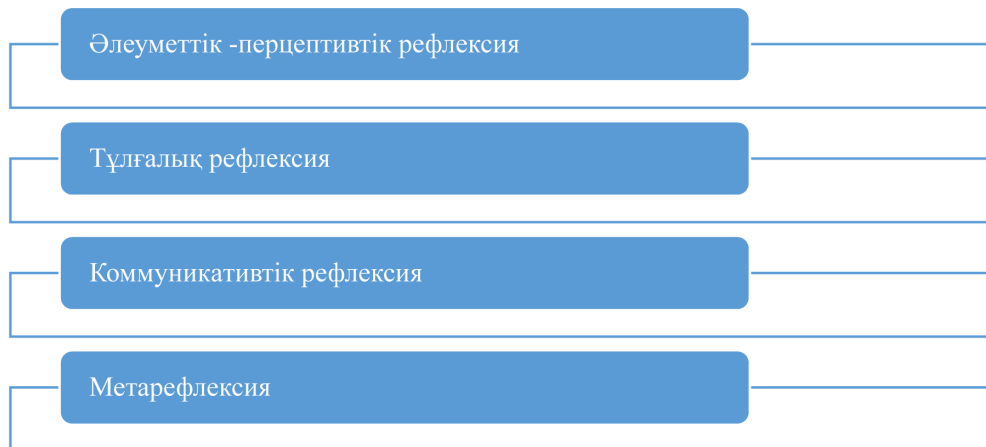 Әлеуметтік -перцептивтік рефлексия
Тұлғалық рефлексия
Коммуникативтік рефлексия
Метарефлексия